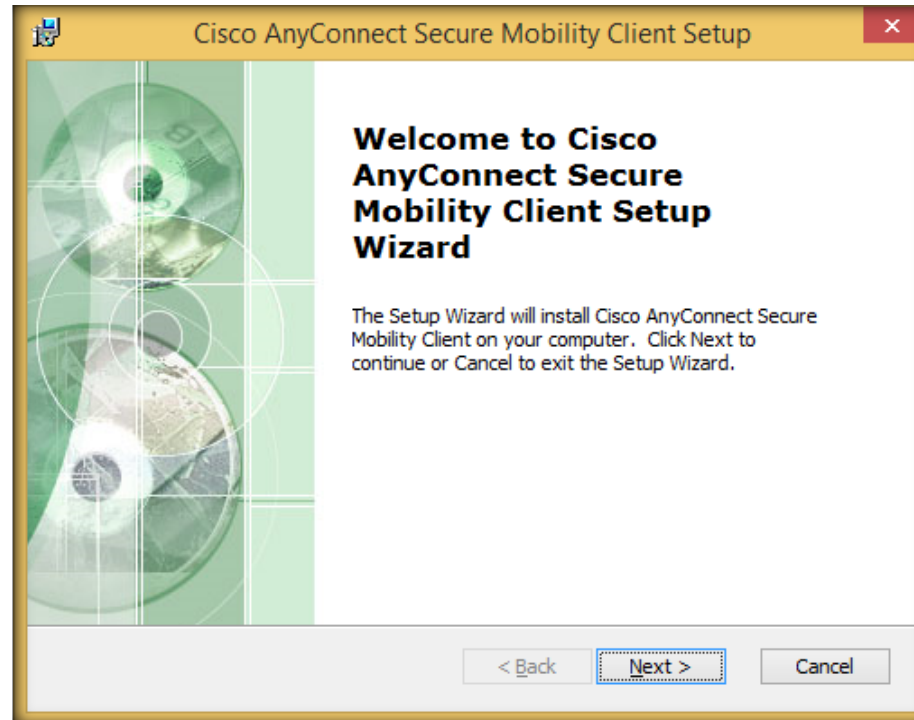 Cisco AnyConnect Secure Mobility Client Setup
Welcome to Cisco
AnyConnect Secure
Mobility Client Setup
Wizard
The Setup Wizard will install Cisco AnyConnect Secure
Mobility Client on your computer.  Click Next to
continue or Cancel to exit the Setup Wizard.
< Back
Next >
Cancel